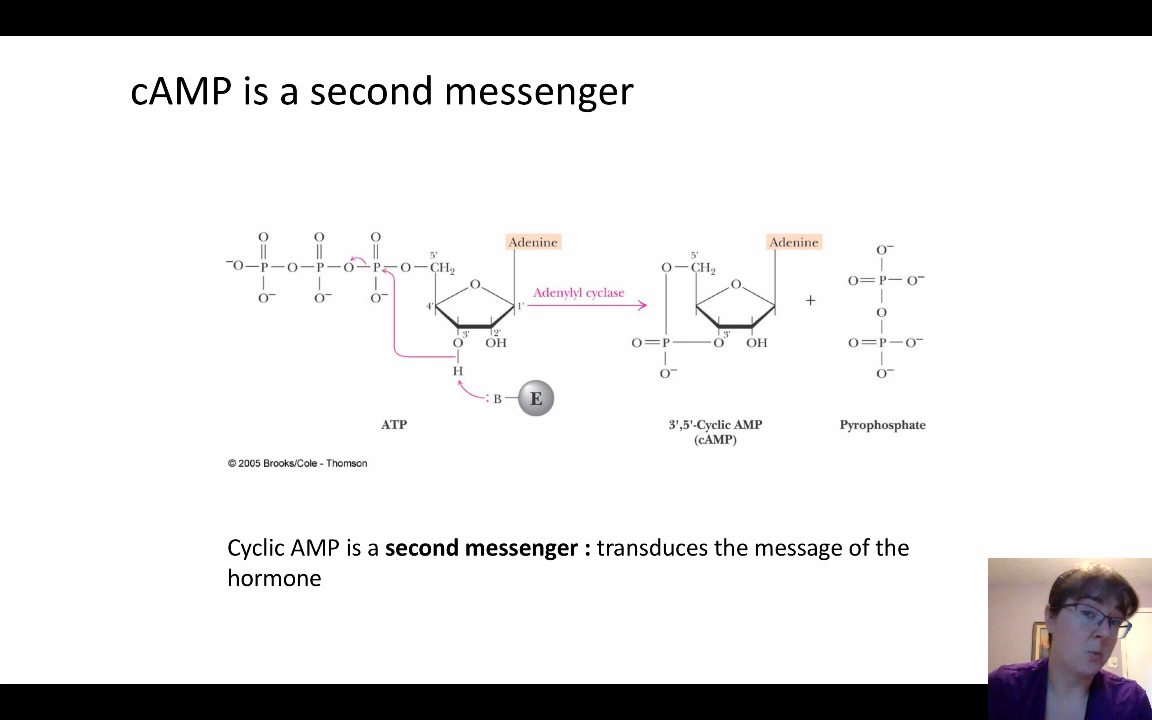 cAMP is a second messenger
O O O
⁻O—P—O—P—O—P—O—CH₂
O⁻ O⁻ O⁻
5'
Adenine
O
4' 1'
3' 2'
O OH
H
:B—E
ATP
Adenylyl cyclase
5'
Adenine
O—CH₂
O
3'
O=P—O OH
O⁻
3',5'-Cyclic AMP
(cAMP)
+
O⁻
O=P—O⁻
O
O=P—O⁻
O⁻
Pyrophosphate
© 2005 Brooks/Cole - Thomson
Cyclic AMP is a second messenger : transduces the message of the
hormone